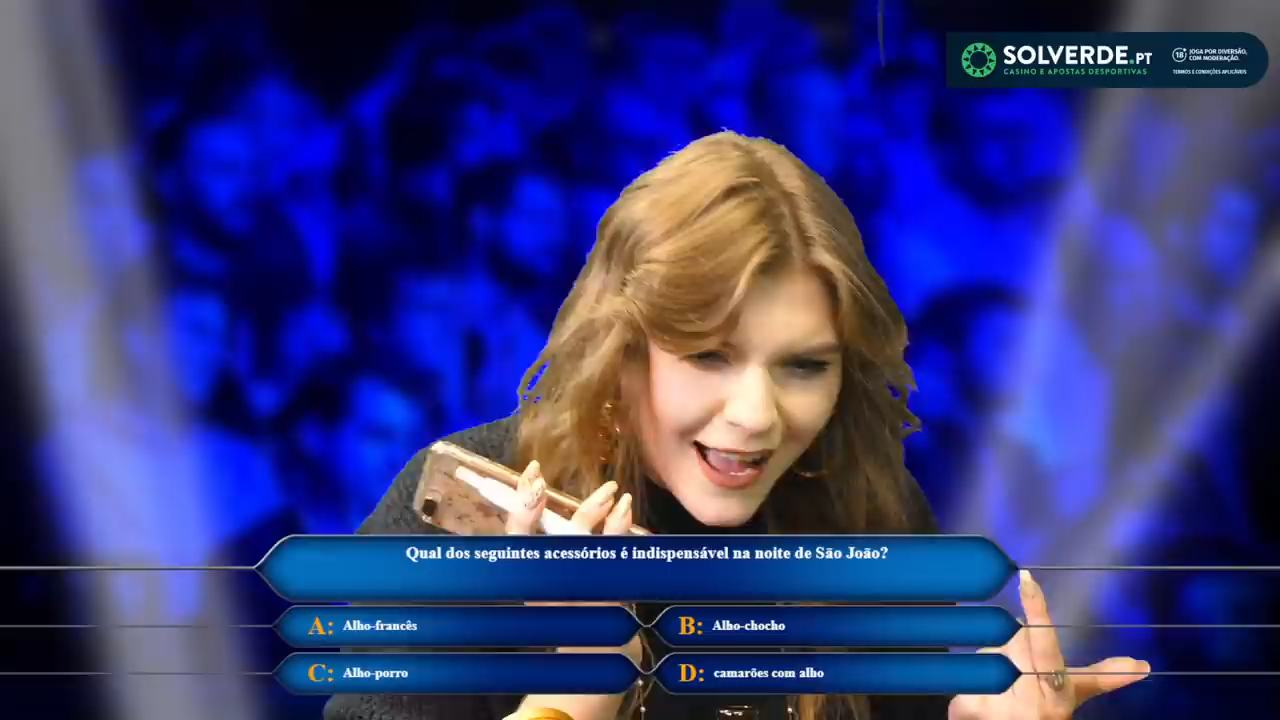 SOLVERDE.PT
CASINO E APOSTAS DESPORTIVAS
18+
JOGA POR DIVERSÃO,
COM MODERAÇÃO.
TERMOS E CONDIÇÕES APLICÁVEIS
Qual dos seguintes acessórios é indispensável na noite de São João?
A: Alho-francês
B: Alho-chocho
C: Alho-porro
D: camarões com alho